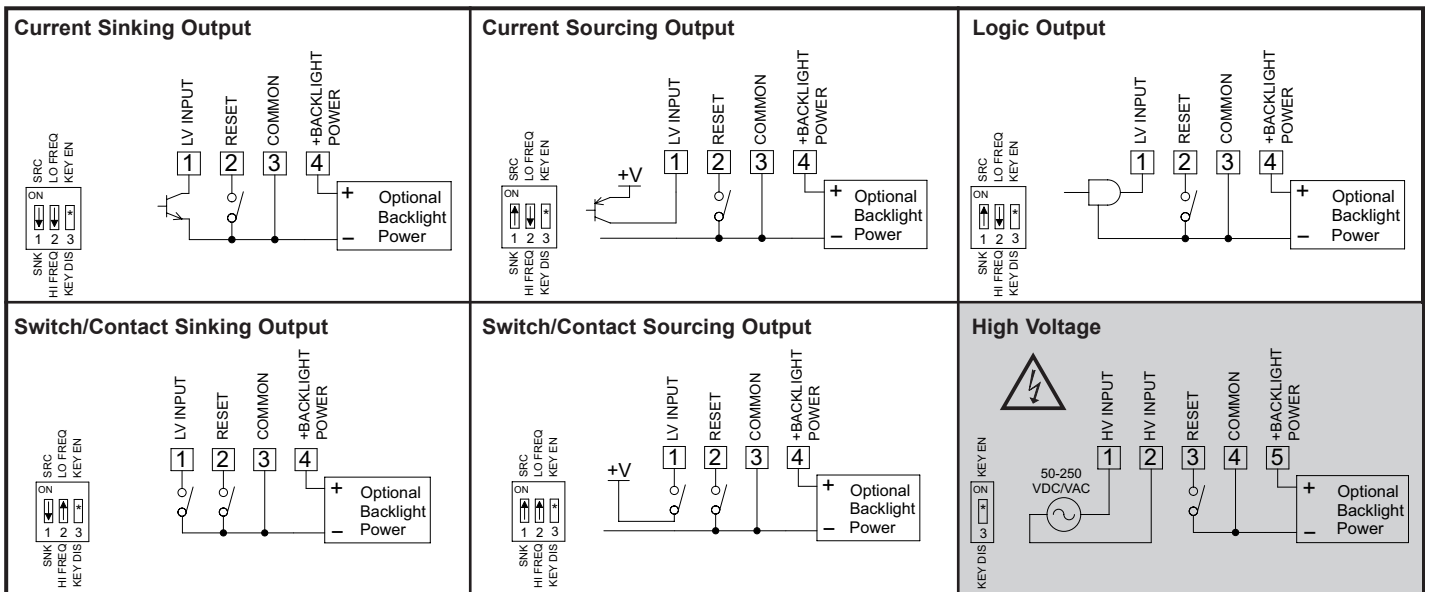 Current Sinking Output
SRC
LO FREQ
KEY EN
ON
1 2 3
*
SNK
HI FREQ
KEY DIS
LV INPUT
RESET
COMMON
+BACKLIGHT
POWER
1 2 3 4
+
Optional
Backlight
– Power
Current Sourcing Output
SRC
LO FREQ
KEY EN
ON
*
1 2 3
SNK
HI FREQ
KEY DIS
+V
LV INPUT
RESET
COMMON
+BACKLIGHT
POWER
1 2 3 4
+
Optional
Backlight
– Power
Logic Output
SRC
LO FREQ
KEY EN
ON
*
1 2 3
SNK
HI FREQ
KEY DIS
LV INPUT
RESET
COMMON
+BACKLIGHT
POWER
1 2 3 4
+
Optional
Backlight
– Power
Switch/Contact Sinking Output
SRC
LO FREQ
KEY EN
ON
*
1 2 3
SNK
HI FREQ
KEY DIS
LV INPUT
RESET
COMMON
+BACKLIGHT
POWER
1 2 3 4
+
Optional
Backlight
– Power
Switch/Contact Sourcing Output
SRC
LO FREQ
KEY EN
ON
*
1 2 3
SNK
HI FREQ
KEY DIS
+V
LV INPUT
RESET
COMMON
+BACKLIGHT
POWER
1 2 3 4
+
Optional
Backlight
– Power
High Voltage
KEY EN
ON
*
3
KEY DIS
50-250
VDC/VAC
HV INPUT
HV INPUT
RESET
COMMON
+BACKLIGHT
POWER
1 2 3 4 5
+
Optional
Backlight
– Power